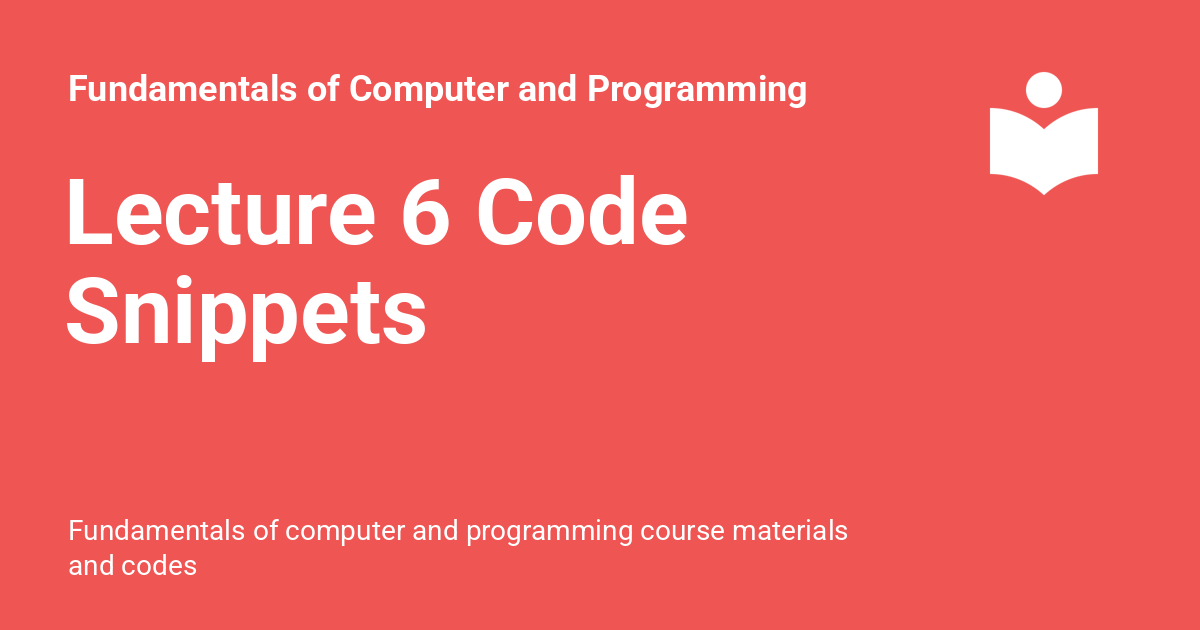 Fundamentals of Computer and Programming
Lecture 6 Code
Snippets
Fundamentals of computer and programming course materials
and codes